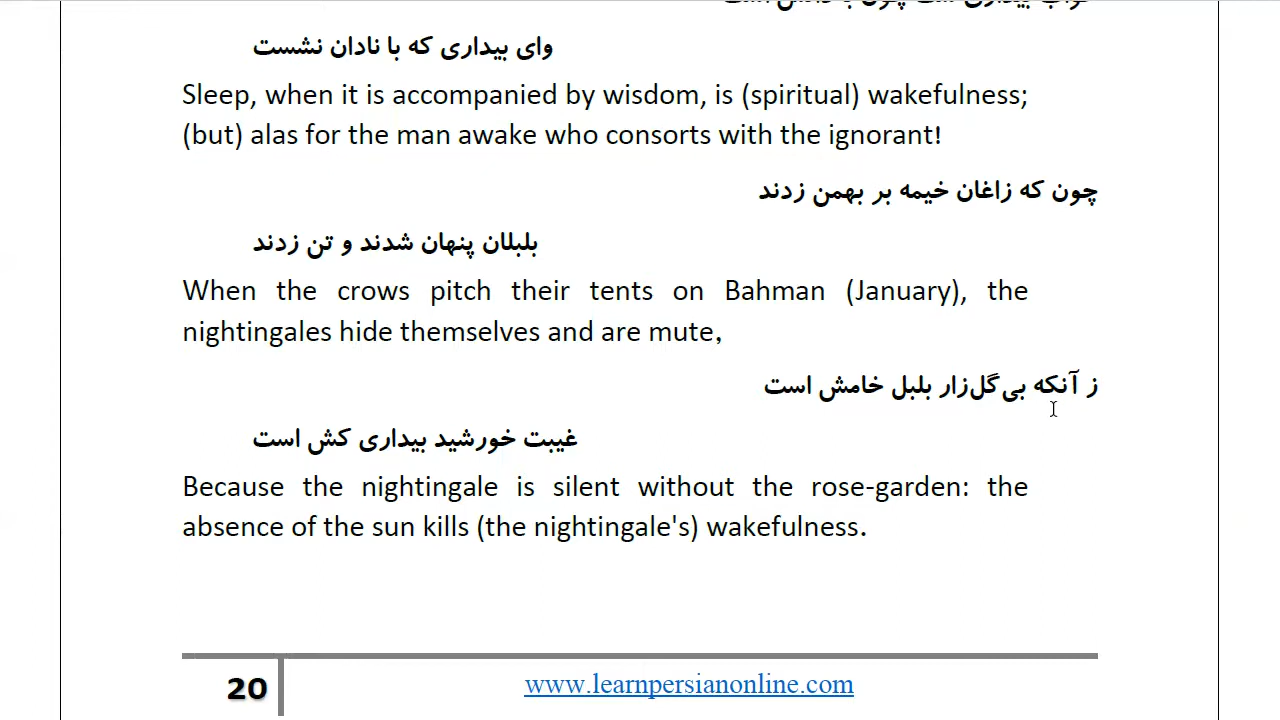 وای بیداری که با نادان نشست
Sleep, when it is accompanied by wisdom, is (spiritual) wakefulness;
(but) alas for the man awake who consorts with the ignorant!
چون که زاغان خیمه بر بهمن زدند
بلبلان پنهان شدند و تن زدند
When the crows pitch their tents on Bahman (January), the
nightingales hide themselves and are mute,
ز آنکه بی‌گل‌زار بلبل خامش است
غیبت خورشید بیداری کش است
Because the nightingale is silent without the rose-garden: the
absence of the sun kills (the nightingale's) wakefulness.
20
www.learnpersianonline.com